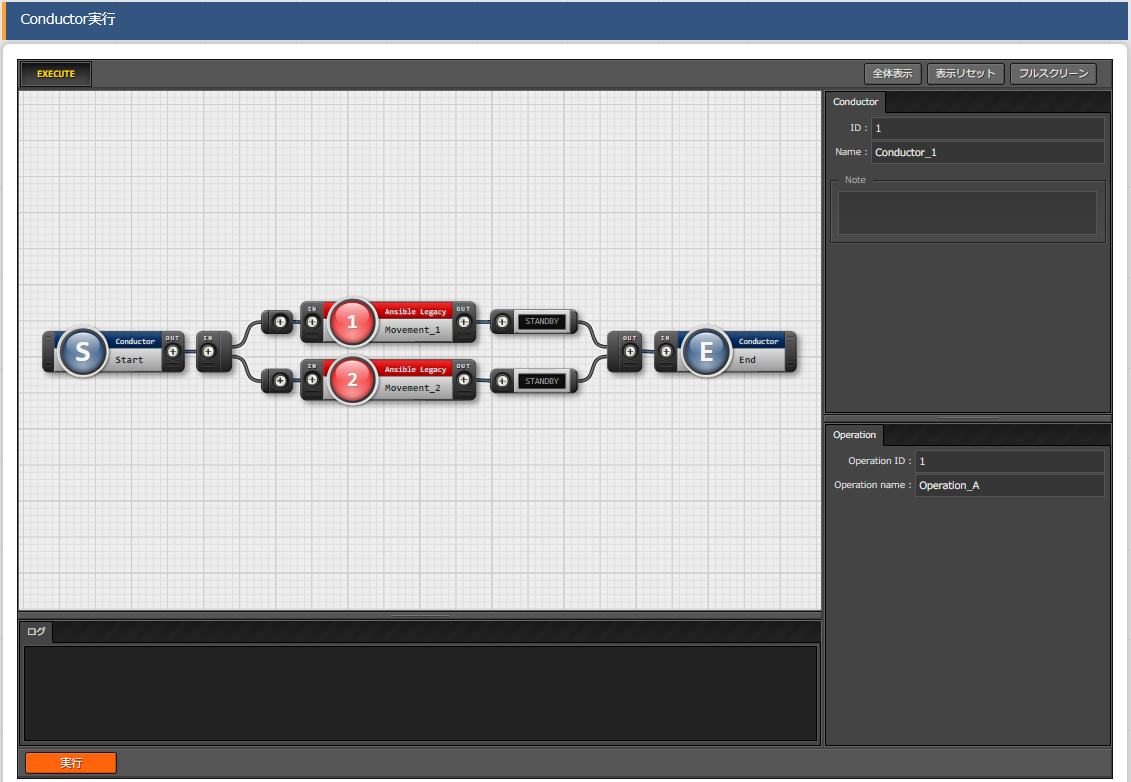 Conductor実行
EXECUTE
全体表示 表示リセット フルスクリーン
Conductor
ID : 1
Name : Conductor_1
Note
S Conductor OUT
Start
IN
IN 1 Ansible Legacy OUT
Movement_1
STANDBY
IN 2 Ansible Legacy OUT
Movement_2
STANDBY
OUT
IN E Conductor
End
Operation
Operation ID : 1
Operation name : Operation_A
ログ
実行